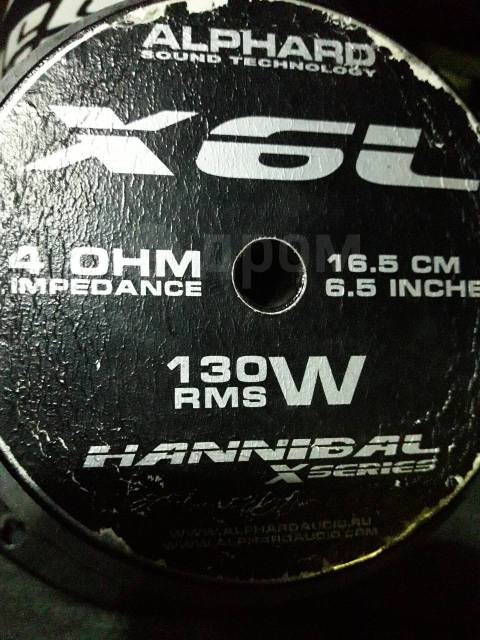 ALPHARD
SOUND TECHNOLOGY
X6L
4 OHM
IMPEDANCE
дром
16.5 CM
6.5 INCHE
130 W
RMS
HANNIBAL
X SERIES
WWW.ALPHARDAUDIO.RU
WWW.ALPHARDAUDIO.COM